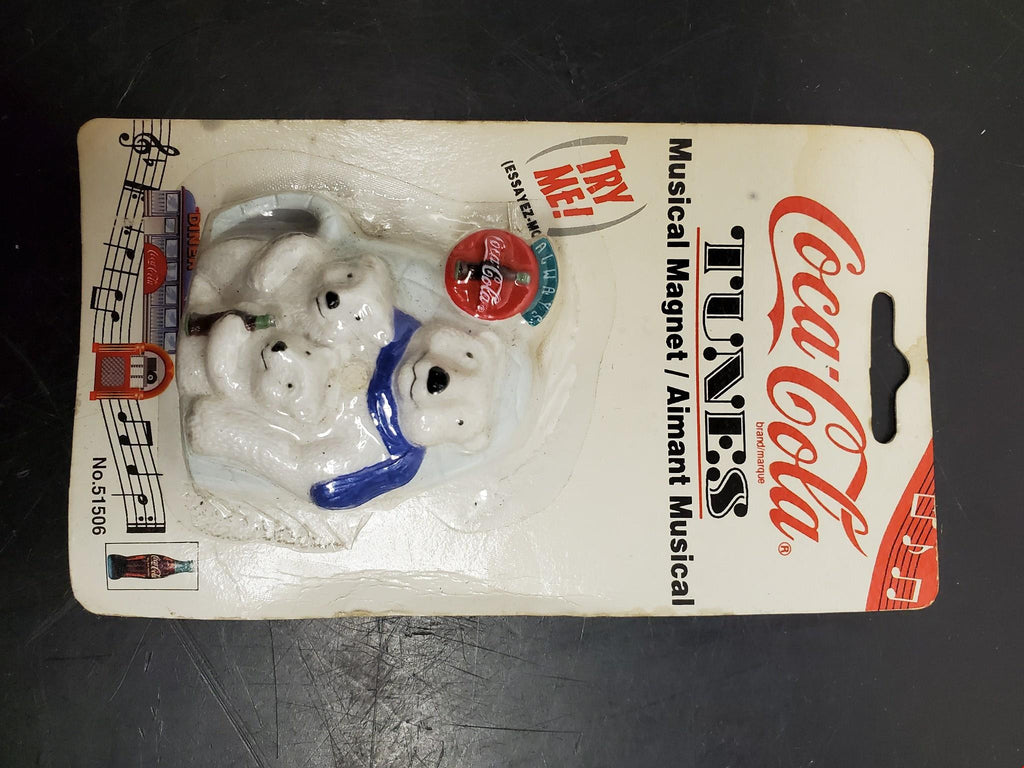 Coca-Cola®
brand/marque
TUNES
Musical Magnet / Aimant Musical
TRY
ME!
(ESSAYEZ-MO
ALWAYS
Coca-Cola®
DINER
Coca-Cola
No.51506
Coca-Cola